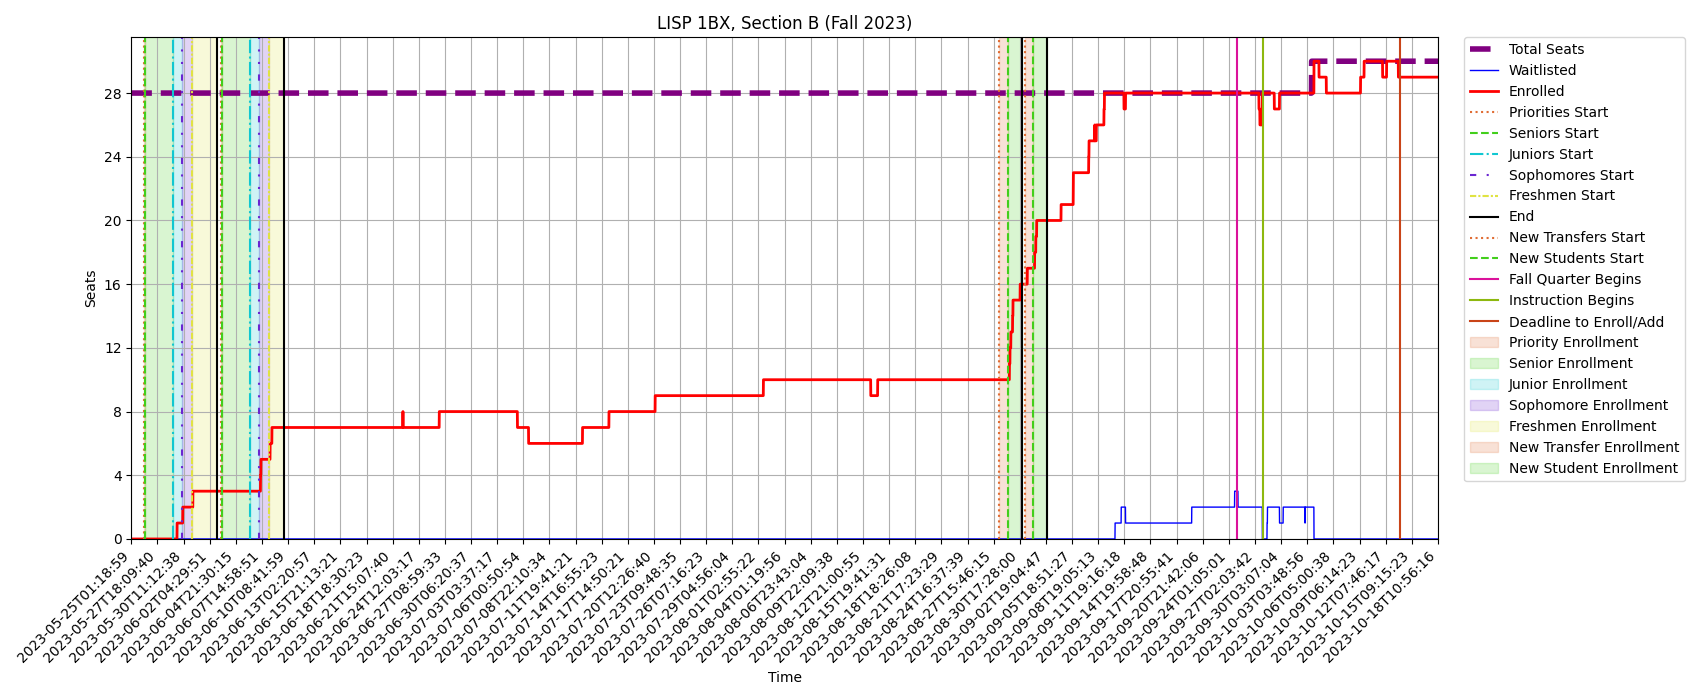 LISP 1BX, Section B (Fall 2023)
Seats
28
24
20
16
12
8
4
0
2023-05-25T01:18:59
2023-05-27T18:09:40
2023-05-30T11:12:38
2023-06-02T04:29:51
2023-06-04T21:30:15
2023-06-07T14:58:51
2023-06-10T08:41:59
2023-06-13T02:20:57
2023-06-15T21:13:21
2023-06-18T18:30:23
2023-06-21T15:07:40
2023-06-24T12:03:17
2023-06-27T08:59:33
2023-06-30T06:20:37
2023-07-03T03:37:17
2023-07-06T00:50:54
2023-07-08T22:10:34
2023-07-11T19:41:21
2023-07-14T16:55:23
2023-07-17T14:50:21
2023-07-20T12:26:40
2023-07-23T09:48:35
2023-07-26T07:16:23
2023-07-29T04:56:04
2023-08-01T02:55:22
2023-08-04T01:19:56
2023-08-06T23:43:04
2023-08-09T22:09:38
2023-08-12T21:00:55
2023-08-15T19:41:31
2023-08-18T18:26:08
2023-08-21T17:23:29
2023-08-24T16:37:39
2023-08-27T15:46:15
2023-08-30T17:28:00
2023-09-02T19:04:47
2023-09-05T18:51:27
2023-09-08T19:05:13
2023-09-11T19:16:18
2023-09-14T19:58:48
2023-09-17T20:55:41
2023-09-20T21:42:06
2023-09-24T01:05:01
2023-09-27T02:03:42
2023-09-30T03:07:04
2023-10-03T03:48:56
2023-10-06T05:00:38
2023-10-09T06:14:23
2023-10-12T07:46:17
2023-10-15T09:15:23
2023-10-18T10:56:16
Time
Total Seats
Waitlisted
Enrolled
Priorities Start
Seniors Start
Juniors Start
Sophomores Start
Freshmen Start
End
New Transfers Start
New Students Start
Fall Quarter Begins
Instruction Begins
Deadline to Enroll/Add
Priority Enrollment
Senior Enrollment
Junior Enrollment
Sophomore Enrollment
Freshmen Enrollment
New Transfer Enrollment
New Student Enrollment